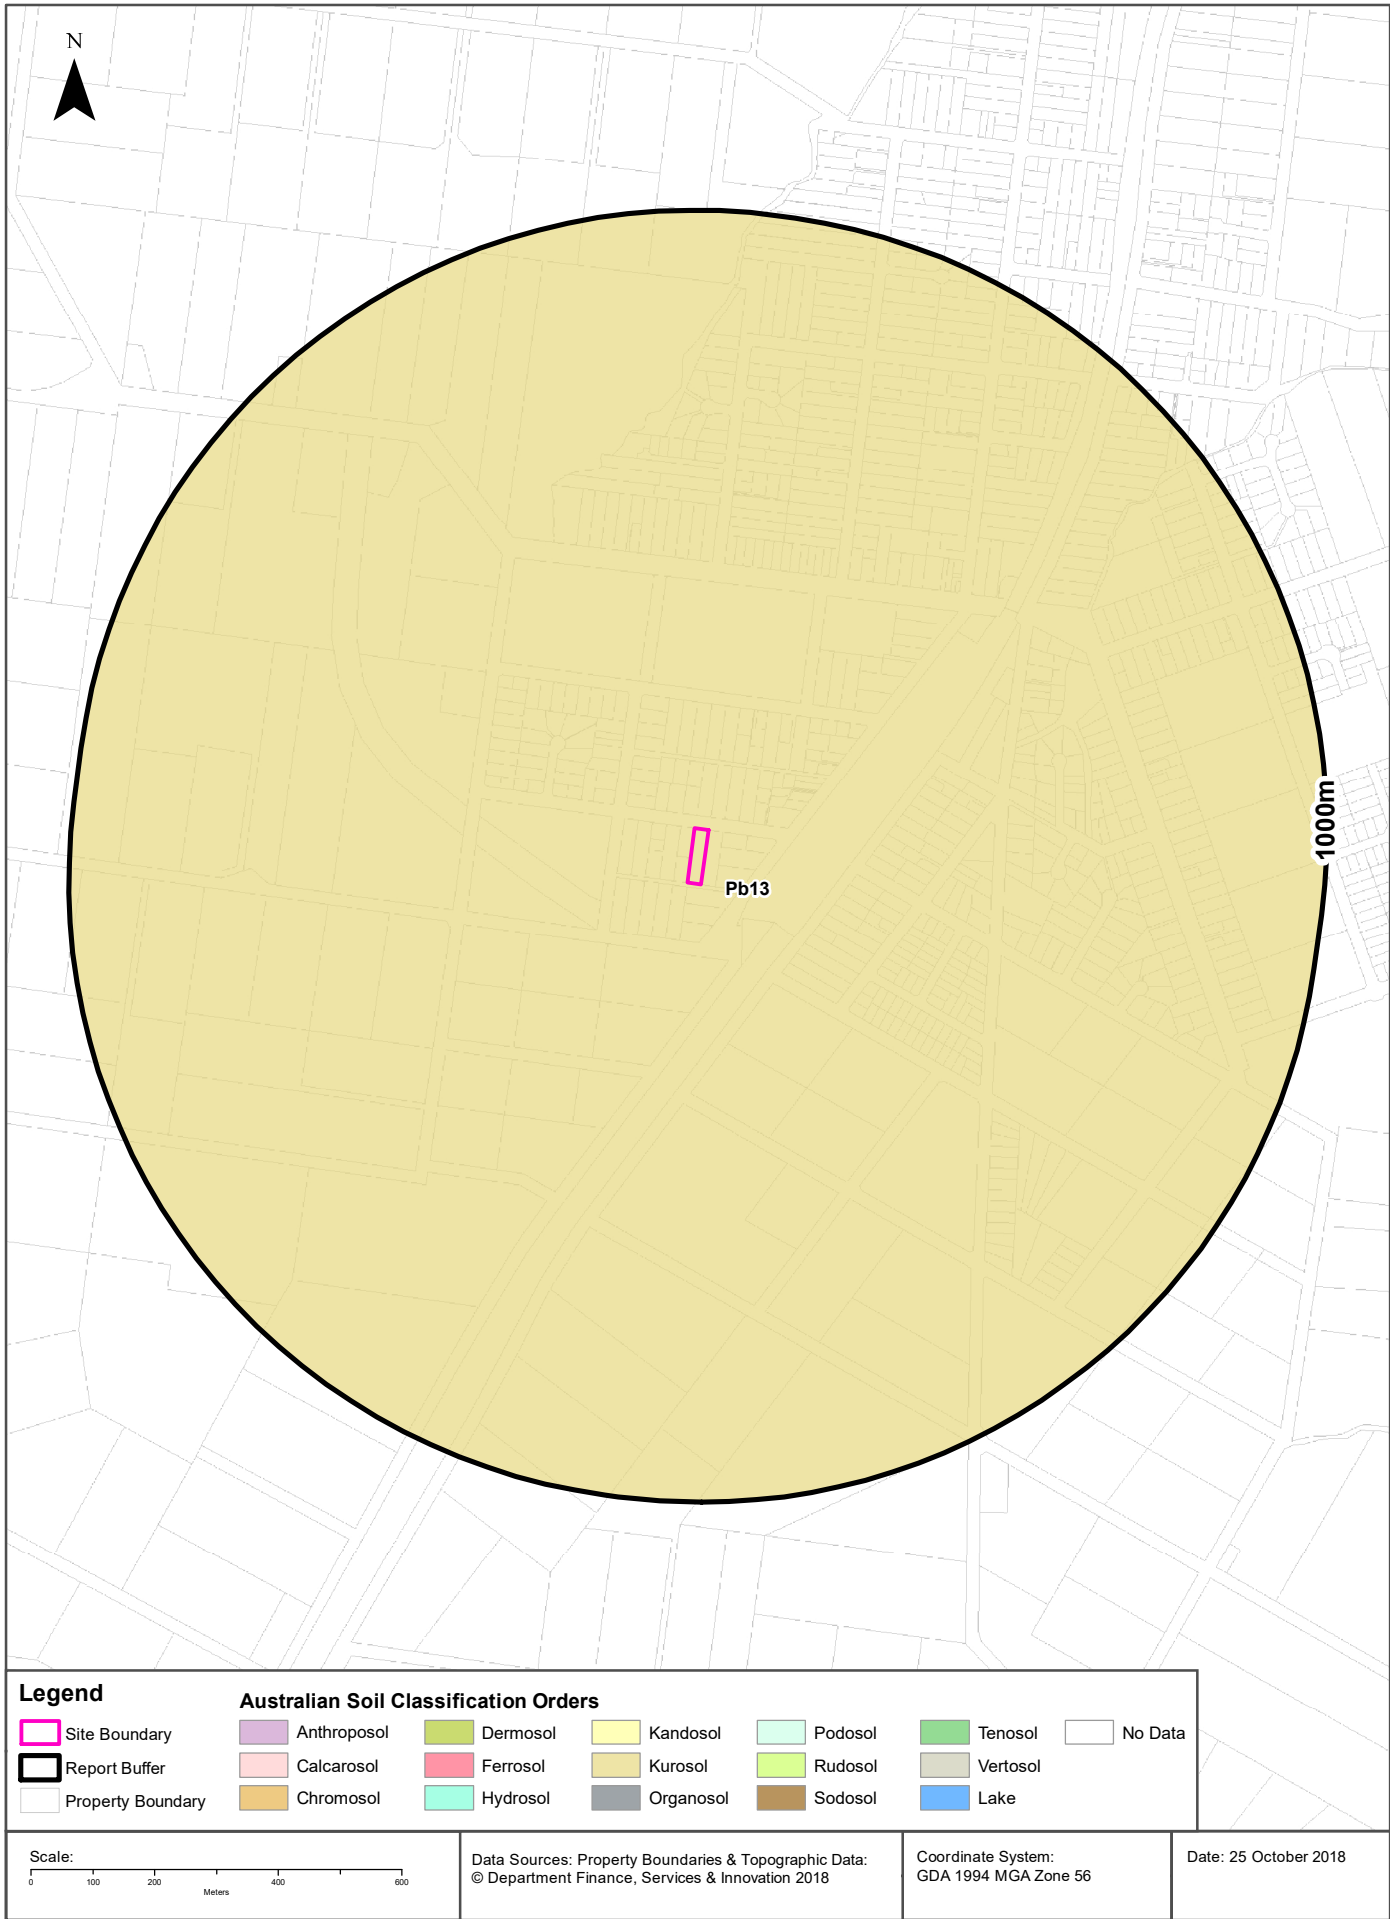 N
1000m
Pb13
Legend
Site Boundary
Report Buffer
Property Boundary
Australian Soil Classification Orders
Anthroposol
Calcarosol
Chromosol
Dermosol
Ferrosol
Hydrosol
Kandosol
Kurosol
Organosol
Podosol
Rudosol
Sodosol
Tenosol
Vertosol
Lake
No Data
Scale:
0 100 200 400 600
Meters
Data Sources: Property Boundaries & Topographic Data:
© Department Finance, Services & Innovation 2018
Coordinate System:
GDA 1994 MGA Zone 56
Date: 25 October 2018